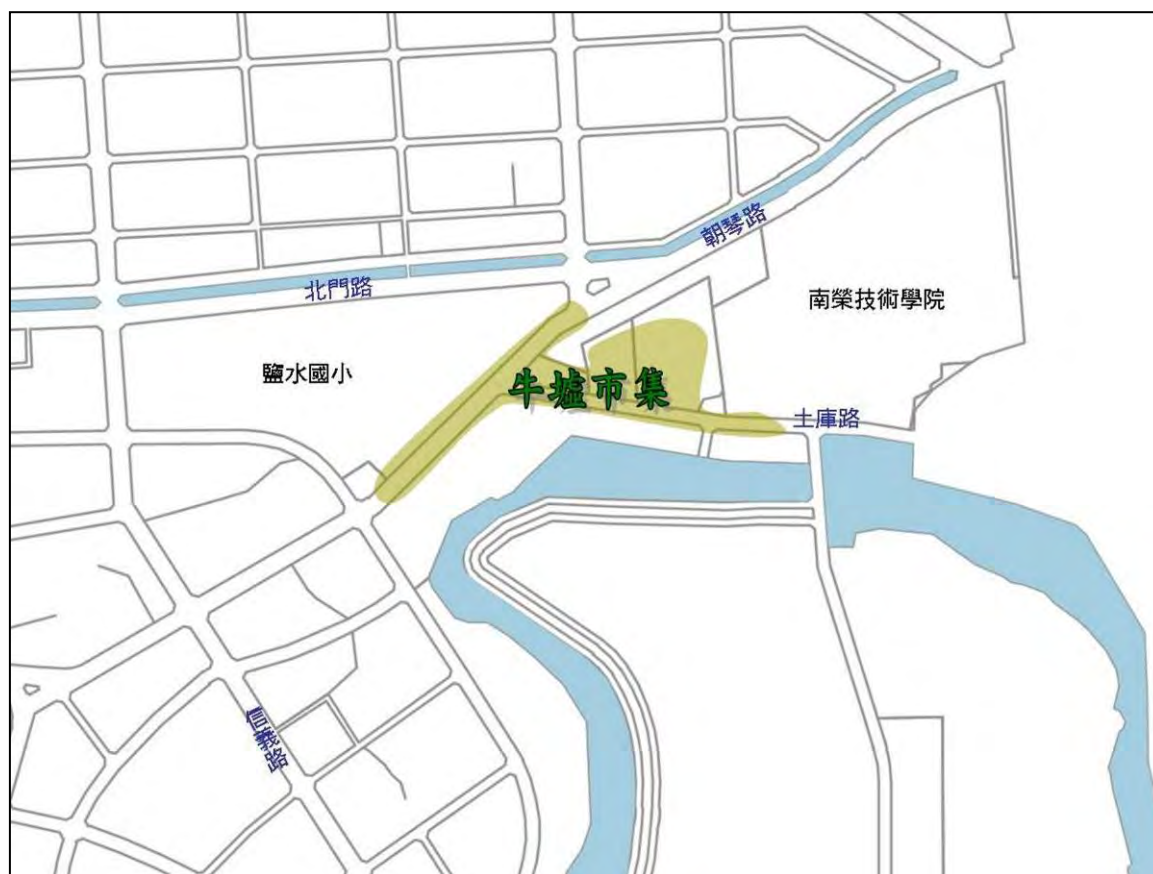 朝琴路
北門路
南榮技術學院
鹽水國小
牛墟市集
土庫路
信義路